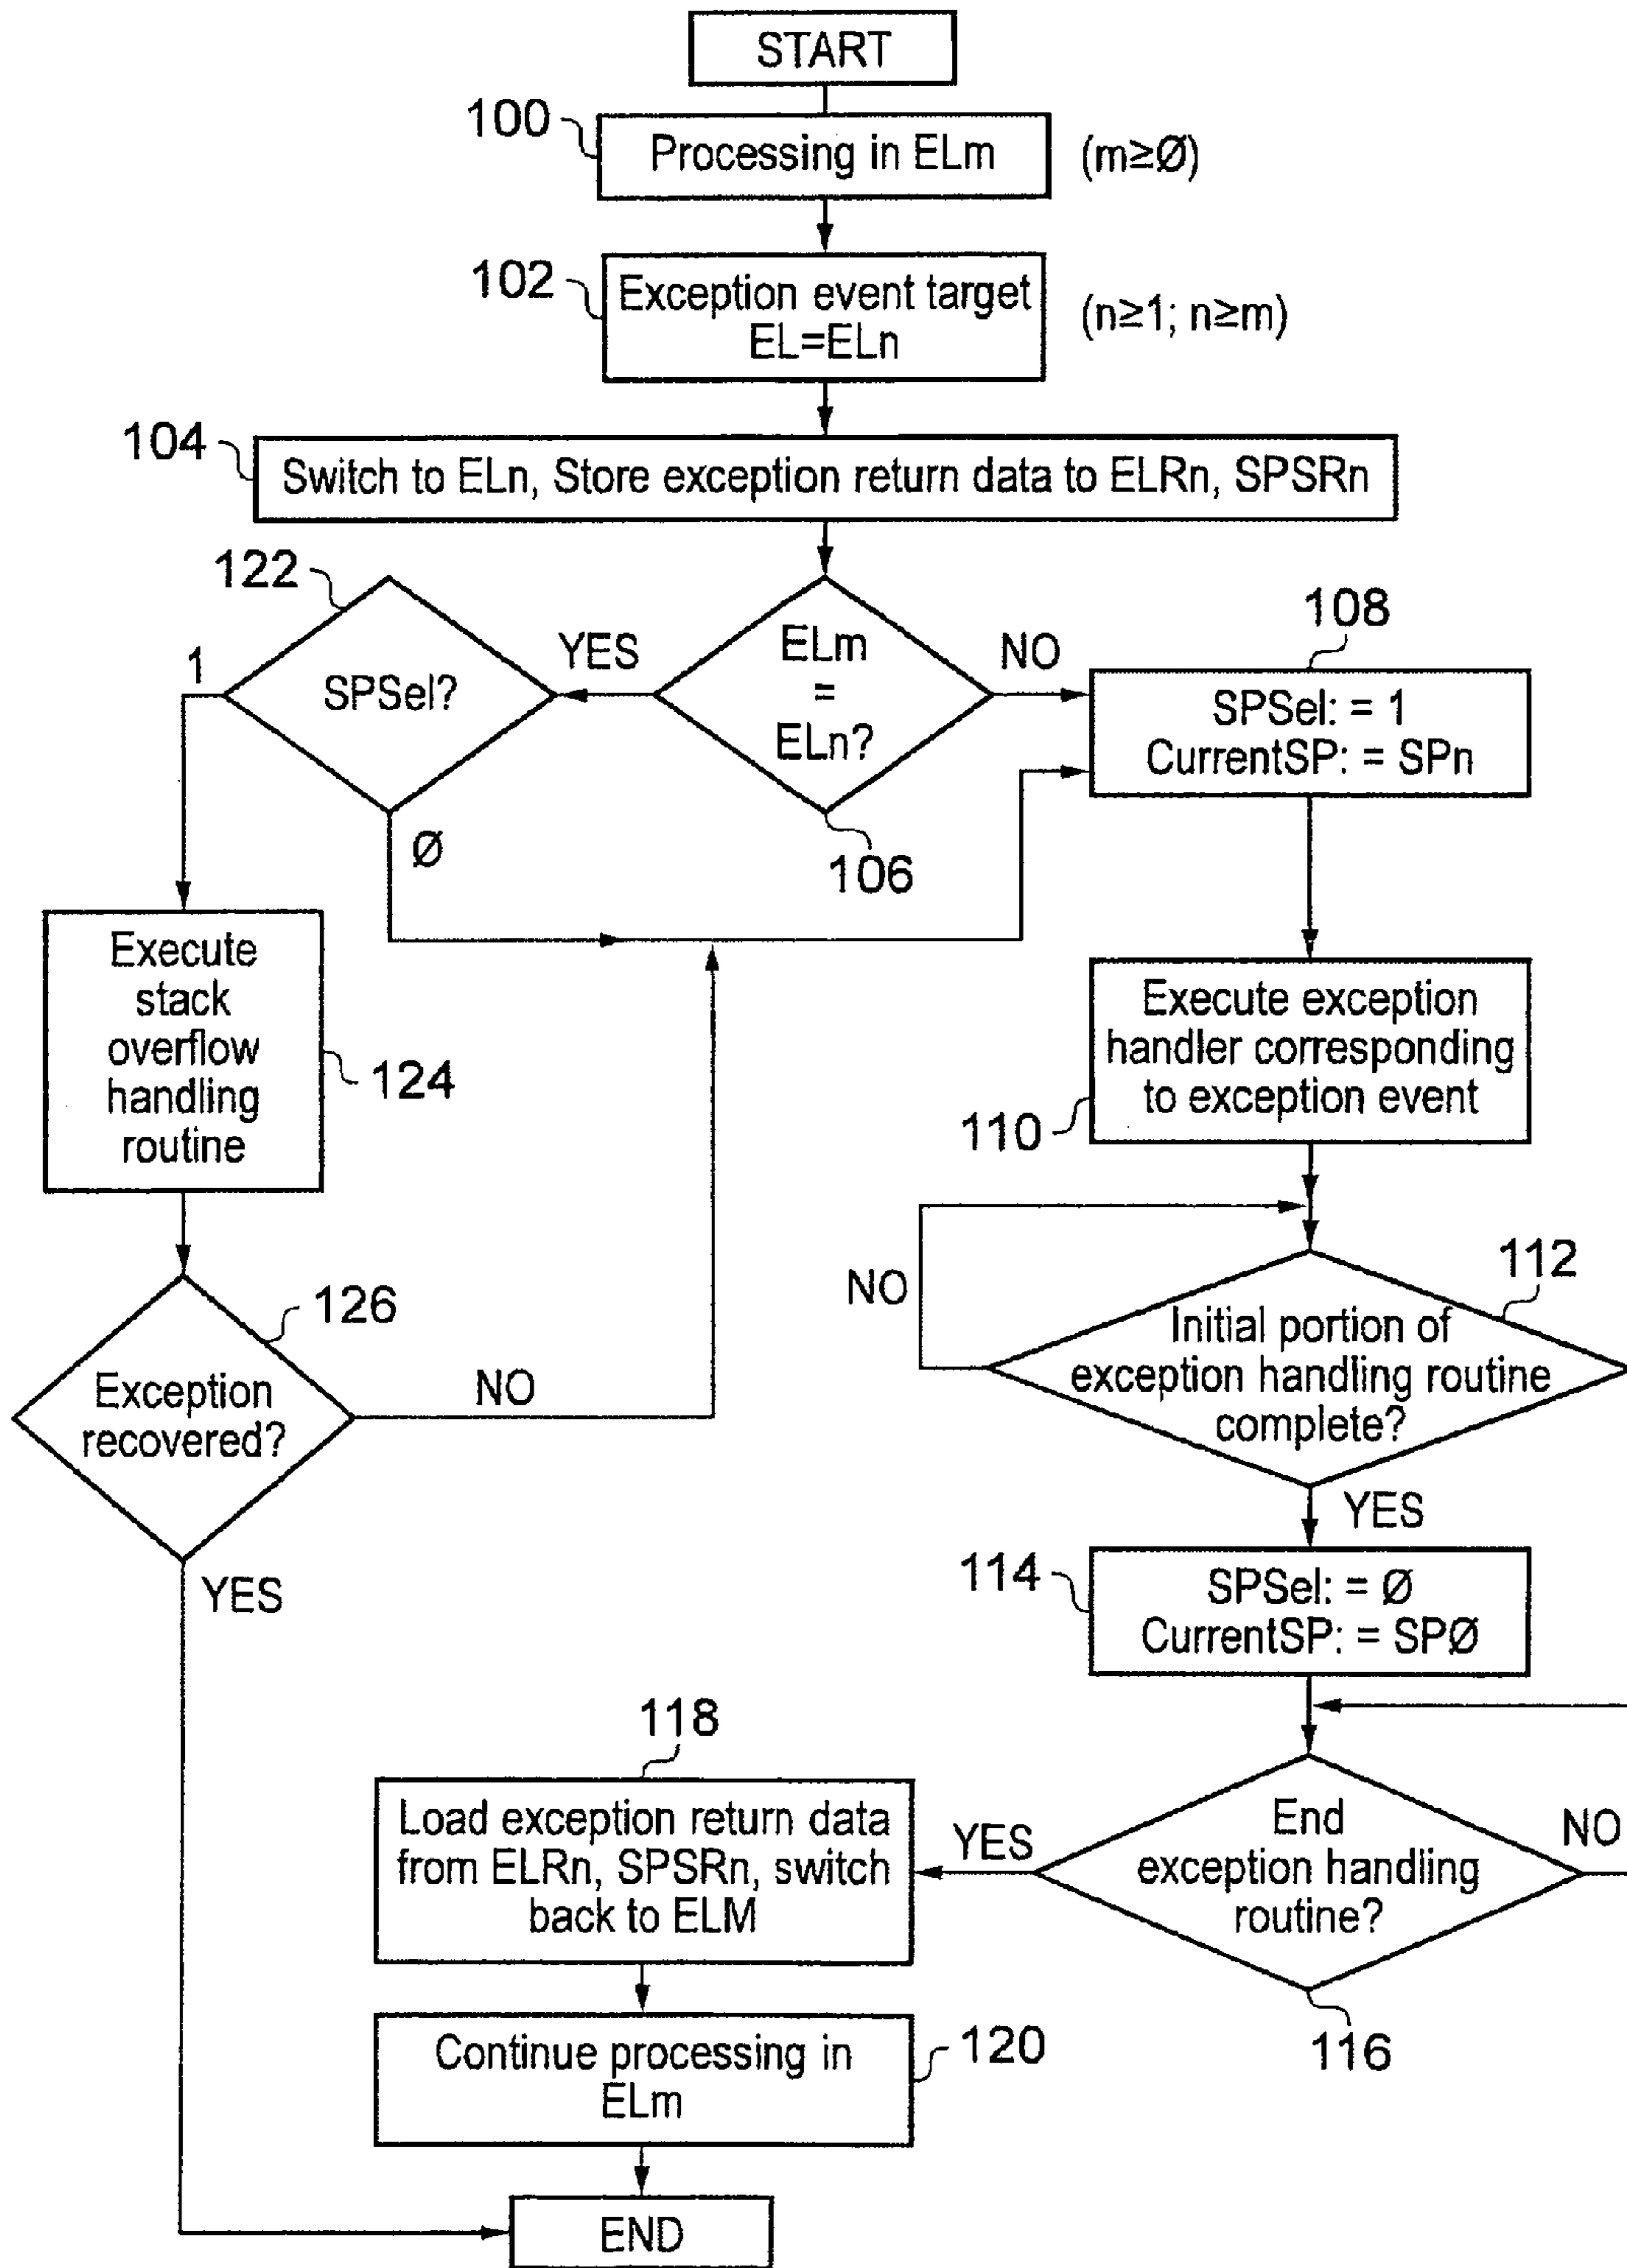 START
100
Processing in ELm
(m≥Ø)
102
Exception event target
EL=ELn
(n≥1; n≥m)
104
Switch to ELn, Store exception return data to ELRn, SPSRn
122
SPSel?
1
Ø
YES
ELm
=
ELn?
106
NO
108
SPSel: = 1
CurrentSP: = SPn
Execute
stack
overflow
handling
routine
124
Execute exception
handler corresponding
to exception event
110
126
Exception
recovered?
NO
YES
NO
112
Initial portion of
exception handling routine
complete?
YES
114
SPSel: = Ø
CurrentSP: = SPØ
118
Load exception return data
from ELRn, SPSRn, switch
back to ELM
YES
End
exception handling
routine?
NO
116
Continue processing in
ELm
120
END